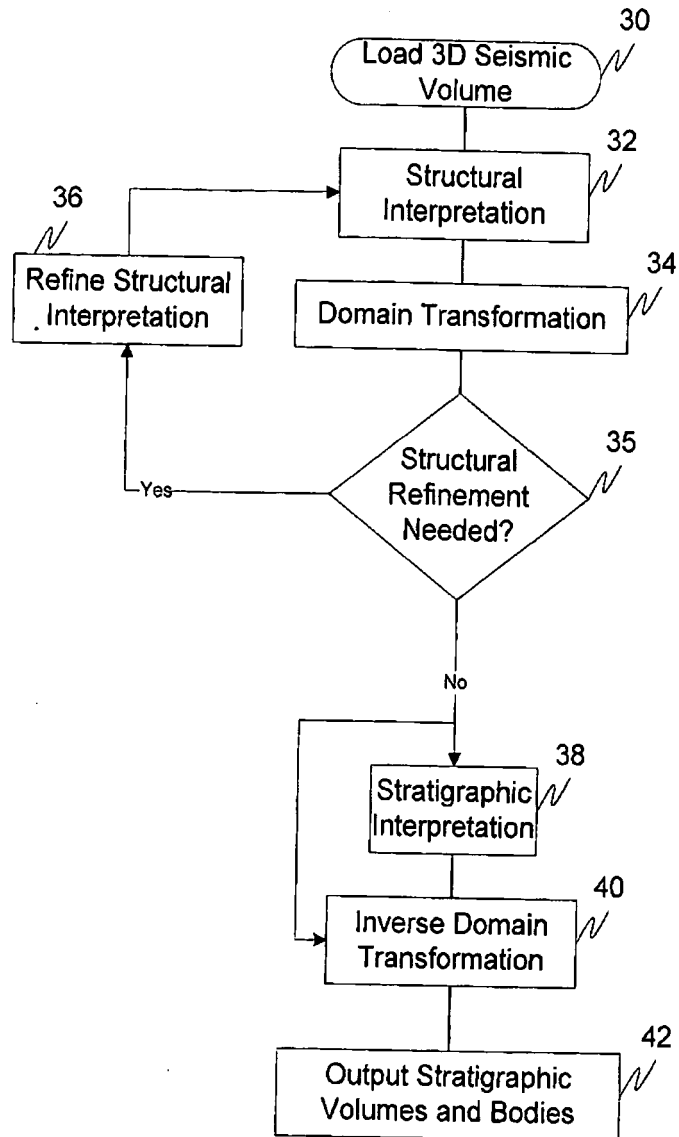 30
Load 3D Seismic
Volume
32
Structural
Interpretation
36
Refine Structural
Interpretation
34
Domain Transformation
35
Structural
Refinement
Needed?
Yes
No
38
Stratigraphic
Interpretation
40
Inverse Domain
Transformation
42
Output Stratigraphic
Volumes and Bodies